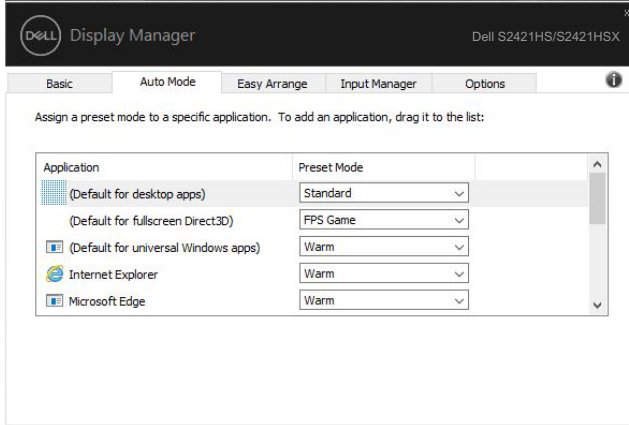 DELL Display Manager Dell S2421HS/S2421HSX
Basic Auto Mode Easy Arrange Input Manager Options
Assign a preset mode to a specific application. To add an application, drag it to the list:
Application Preset Mode
(Default for desktop apps) Standard
(Default for fullscreen Direct3D) FPS Game
(Default for universal Windows apps) Warm
Internet Explorer Warm
Microsoft Edge Warm